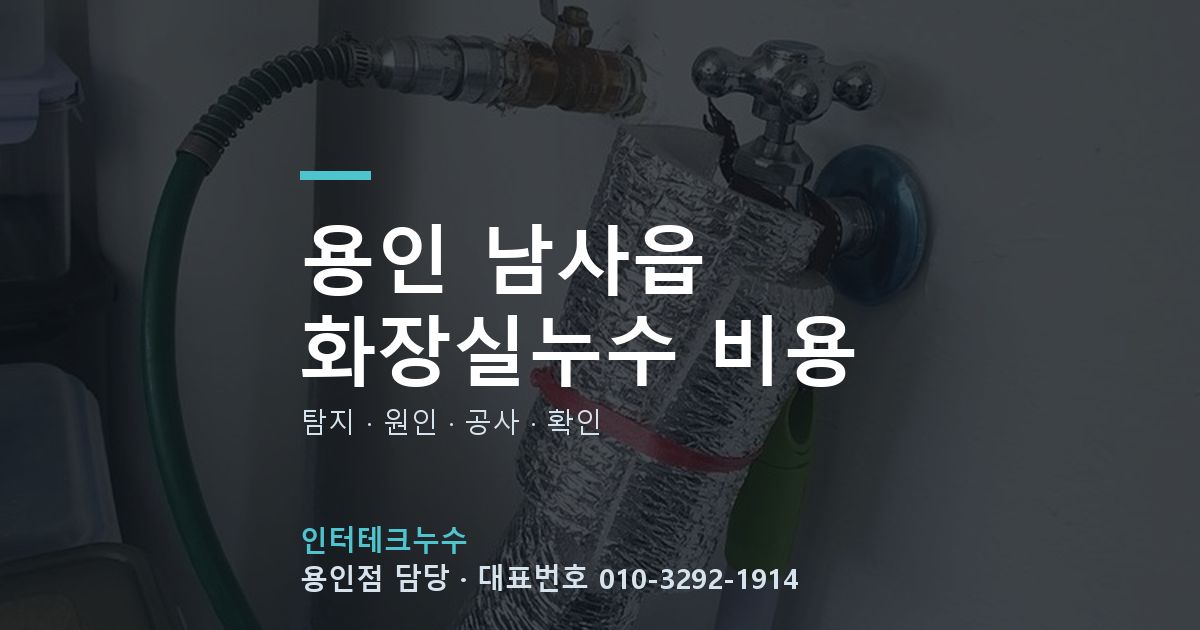 용인 남사읍
화장실누수 비용
탐지 · 원인 · 공사 · 확인
인터테크누수
용인점 담당 · 대표번호 010-3292-1914